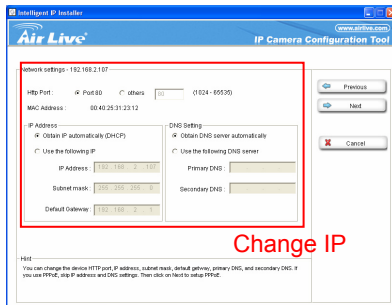 Intelligent IP Installer
Air Live
(www.airlive.com)
IP Camera Configuration Tool
Network settings - 192.168.2.107
Http Port : Port 80 others 80 (1024 - 65535)
MAC Address : 00:40:25:31:23:12
IP Address
Obtain IP automatically (DHCP)
Use the following IP
IP Address : 192 . 168 . 2 . 107
Subnet mask : 255 . 255 . 255 . 0
Default Gateway : 192 . 168 . 2 . 1
DNS Setting
Obtain DNS server automatically
Use the following DNS server
Primary DNS :
Secondary DNS :
Previous
Next
Cancel
Change IP
Hint
You can change the device HTTP port, IP address, subnet mask, default getway, primary DNS, and secondary DNS. If
you use PPPoE, skip IP address and DNS settings. Then click on Next to setup PPPoE.